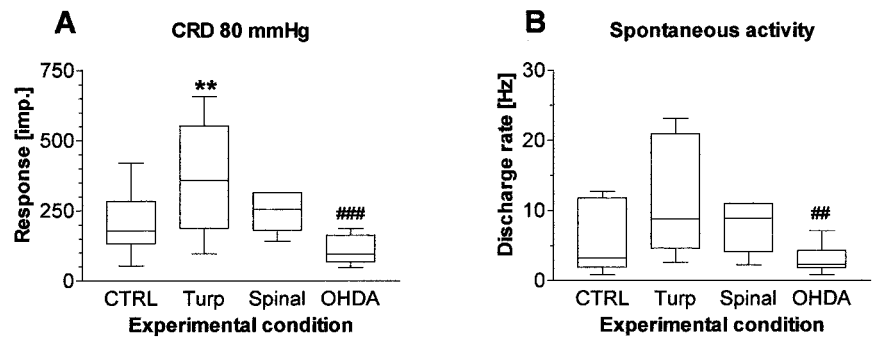 A
CRD 80 mmHg
750
500
250
0
Response [imp.]
**
###
CTRL Turp Spinal OHDA
Experimental condition
B
Spontaneous activity
30
20
10
0
Discharge rate [Hz]
##
CTRL Turp Spinal OHDA
Experimental condition